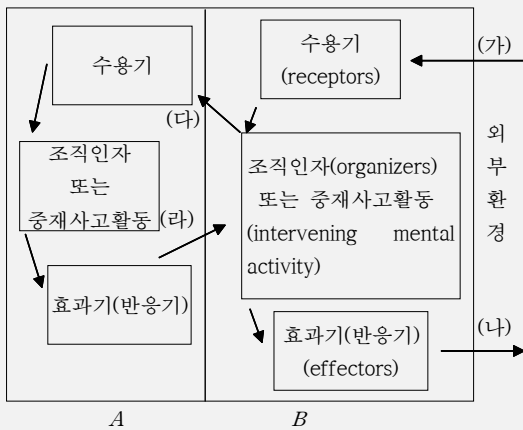 수용기
조직인자
또는
중재사고활동
효과기(반응기)
(다)
(라)
수용기
(receptors)
조직인자(organizers)
또는 중재사고활동
(intervening mental
activity)
효과기(반응기)
(effectors)
(가)
외
부
환
경
(나)
A
B